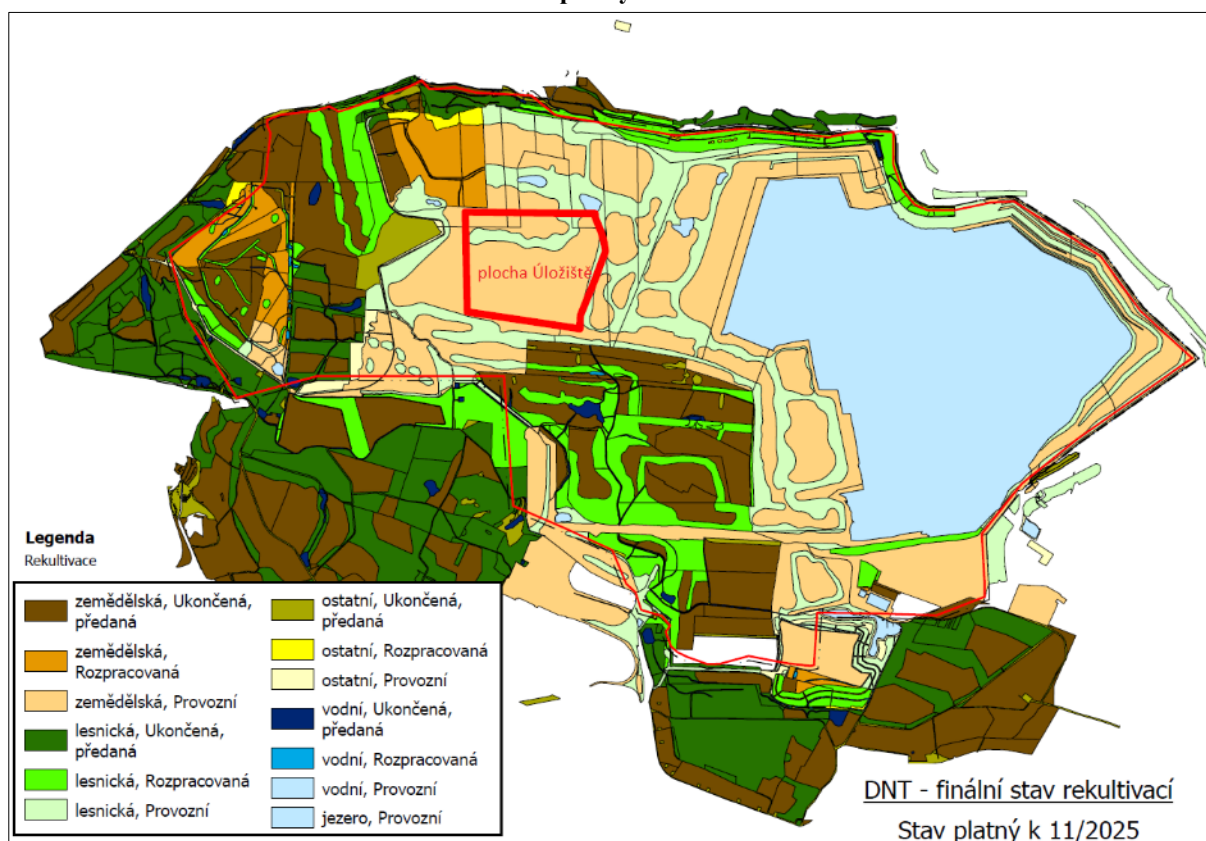 plocha Úložiště
Legenda
Rekultivace
zemědělská, Ukončená,
předaná
zemědělská,
Rozpracovaná
zemědělská, Provozní
lesnická, Ukončená,
předaná
lesnická, Rozpracovaná
lesnická, Provozní
ostatní, Ukončená,
předaná
ostatní, Rozpracovaná
ostatní, Provozní
vodní, Ukončená,
předaná
vodní, Rozpracovaná
vodní, Provozní
jezero, Provozní
DNT - finální stav rekultivací
Stav platný k 11/2025